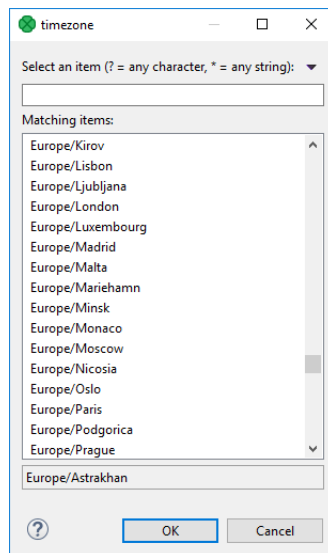 timezone
Select an item (? = any character, * = any string):
Matching items:
Europe/Kirov
Europe/Lisbon
Europe/Ljubljana
Europe/London
Europe/Luxembourg
Europe/Madrid
Europe/Malta
Europe/Mariehamn
Europe/Minsk
Europe/Monaco
Europe/Moscow
Europe/Nicosia
Europe/Oslo
Europe/Paris
Europe/Podgorica
Europe/Prague
Europe/Astrakhan
? OK Cancel